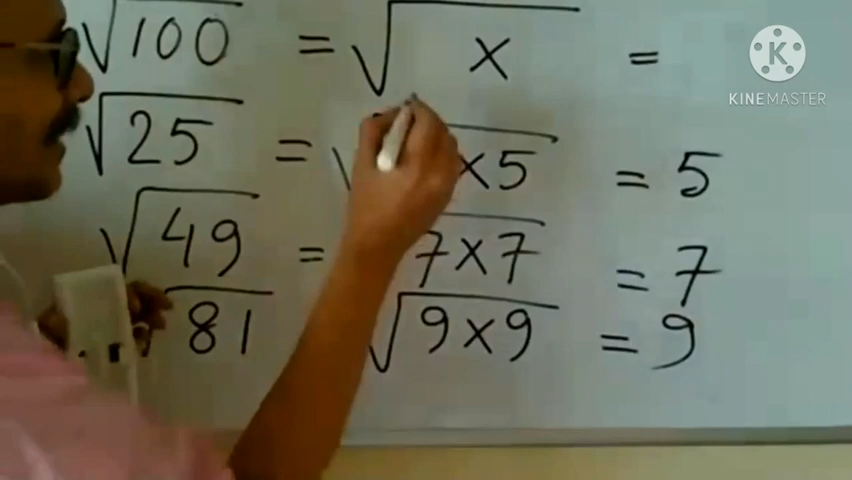 √100 = √ × =
√25 = √ ×5 = 5
√49 = 7×7 = 7
√81 = √9×9 = 9
K
KINEMASTER